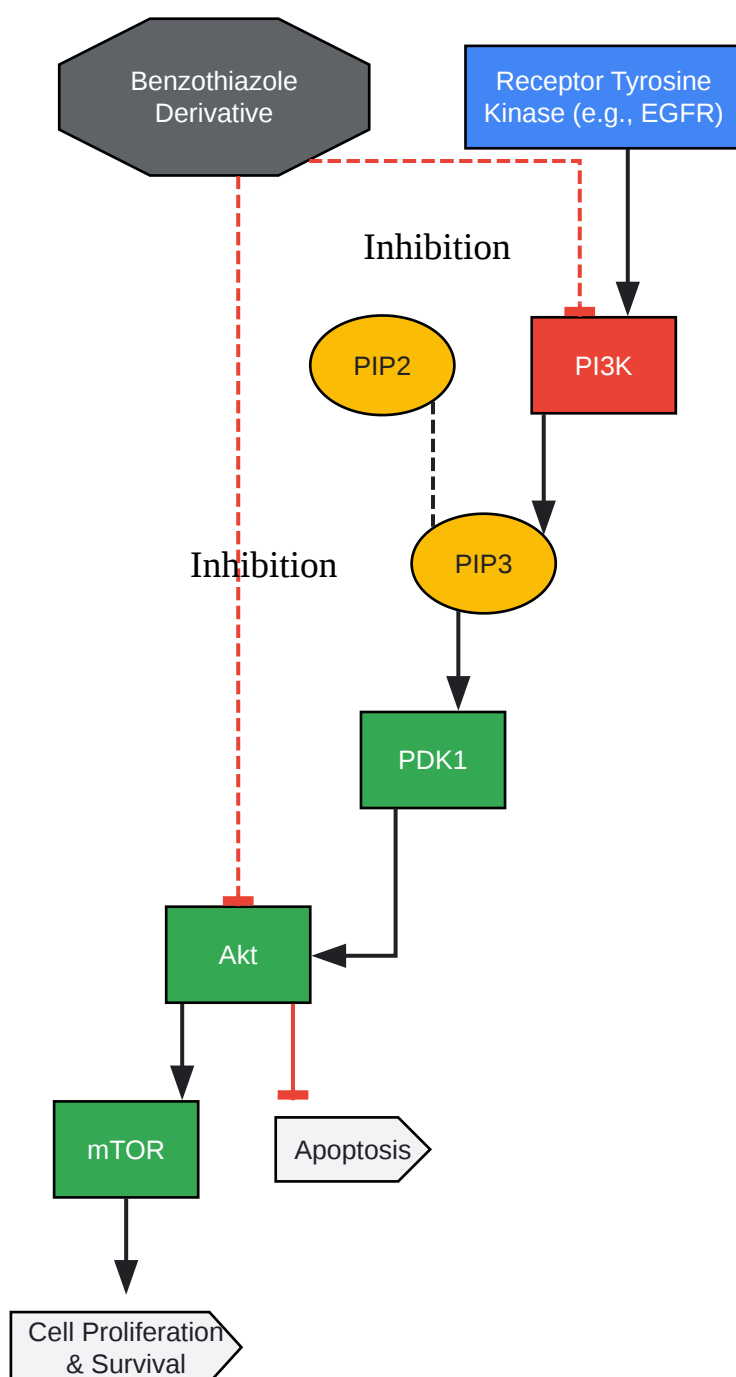 Benzothiazole
Derivative
Receptor Tyrosine
Kinase (e.g., EGFR)
Inhibition
PIP2
PI3K
PIP3
Inhibition
PDK1
Akt
mTOR
Apoptosis
Cell Proliferation
& Survival